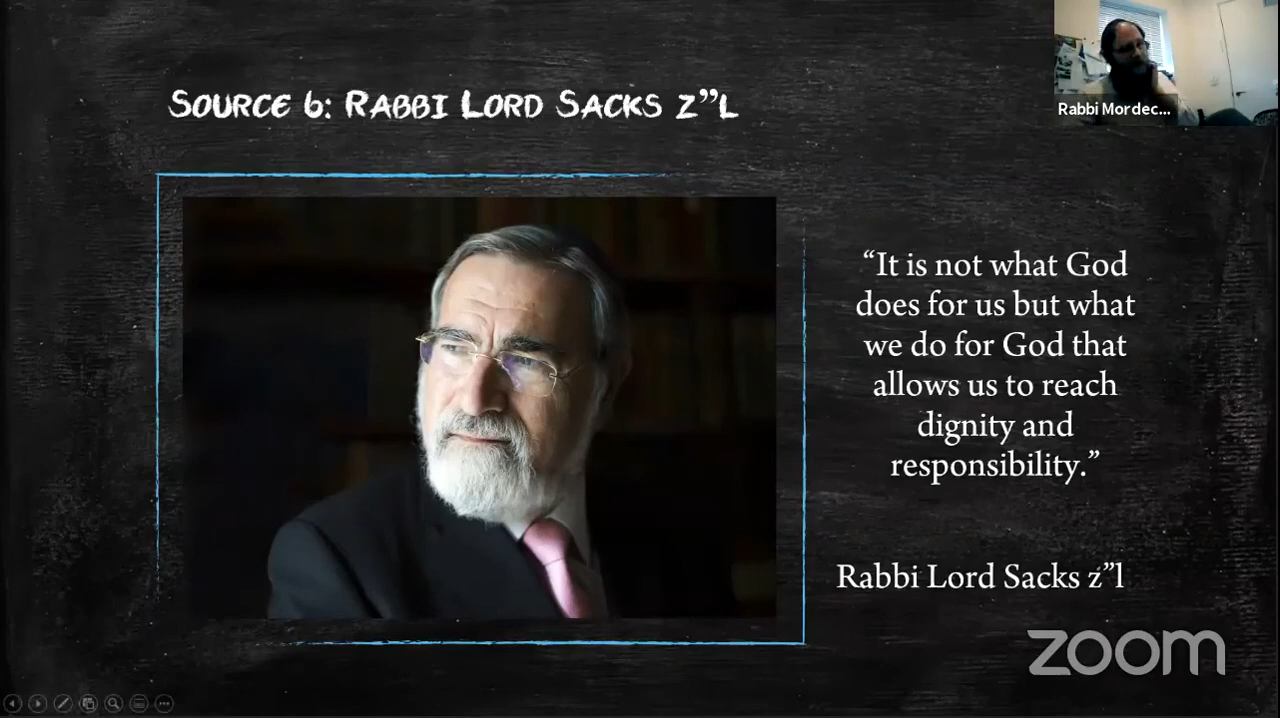 SOURCE 6: RABBI LORD SACKS Z”L
Rabbi Mordec...
“It is not what God
does for us but what
we do for God that
allows us to reach
dignity and
responsibility.”
Rabbi Lord Sacks z”l
zoom